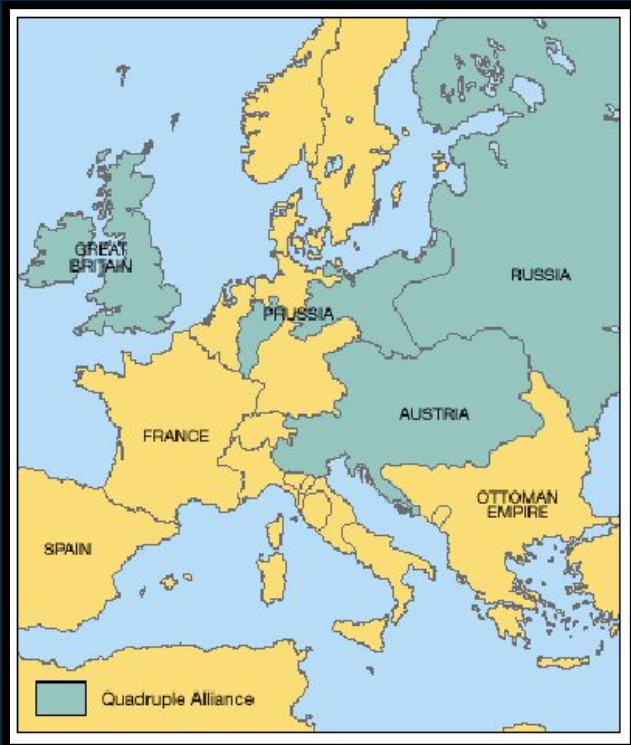 GREAT
BRITAIN
PRUSSIA
RUSSIA
AUSTRIA
FRANCE
OTTOMAN
EMPIRE
SPAIN
Quadruple Alliance